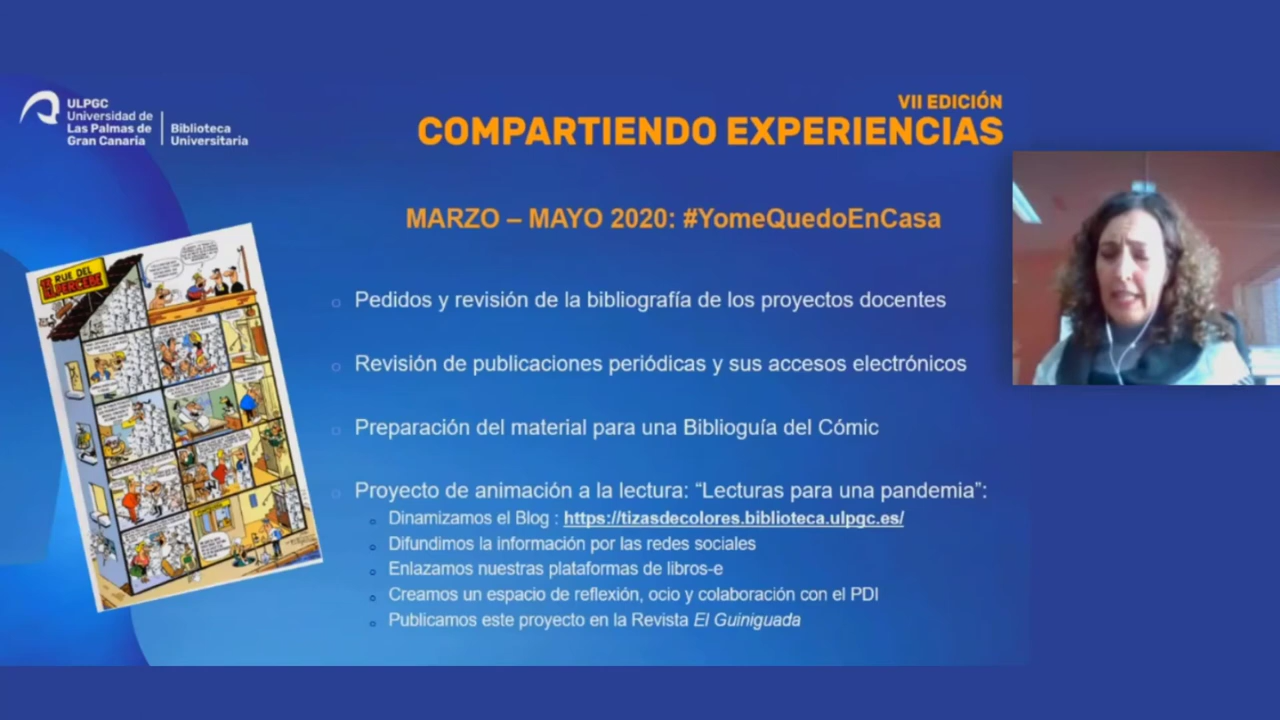 ULPGC
Universidad de
Las Palmas de
Gran Canaria
Biblioteca
Universitaria
VII EDICIÓN
COMPARTIENDO EXPERIENCIAS
MARZO – MAYO 2020: #YomeQuedoEnCasa
13 RUE DEL
PERCEBE
Pedidos y revisión de la bibliografía de los proyectos docentes
Revisión de publicaciones periódicas y sus accesos electrónicos
Preparación del material para una Biblioguía del Cómic
Proyecto de animación a la lectura: “Lecturas para una pandemia”:
Dinamizamos el Blog : https://tizasdecolores.biblioteca.ulpgc.es/
Difundimos la información por las redes sociales
Enlazamos nuestras plataformas de libros-e
Creamos un espacio de reflexión, ocio y colaboración con el PDI
Publicamos este proyecto en la Revista El Guiniguada